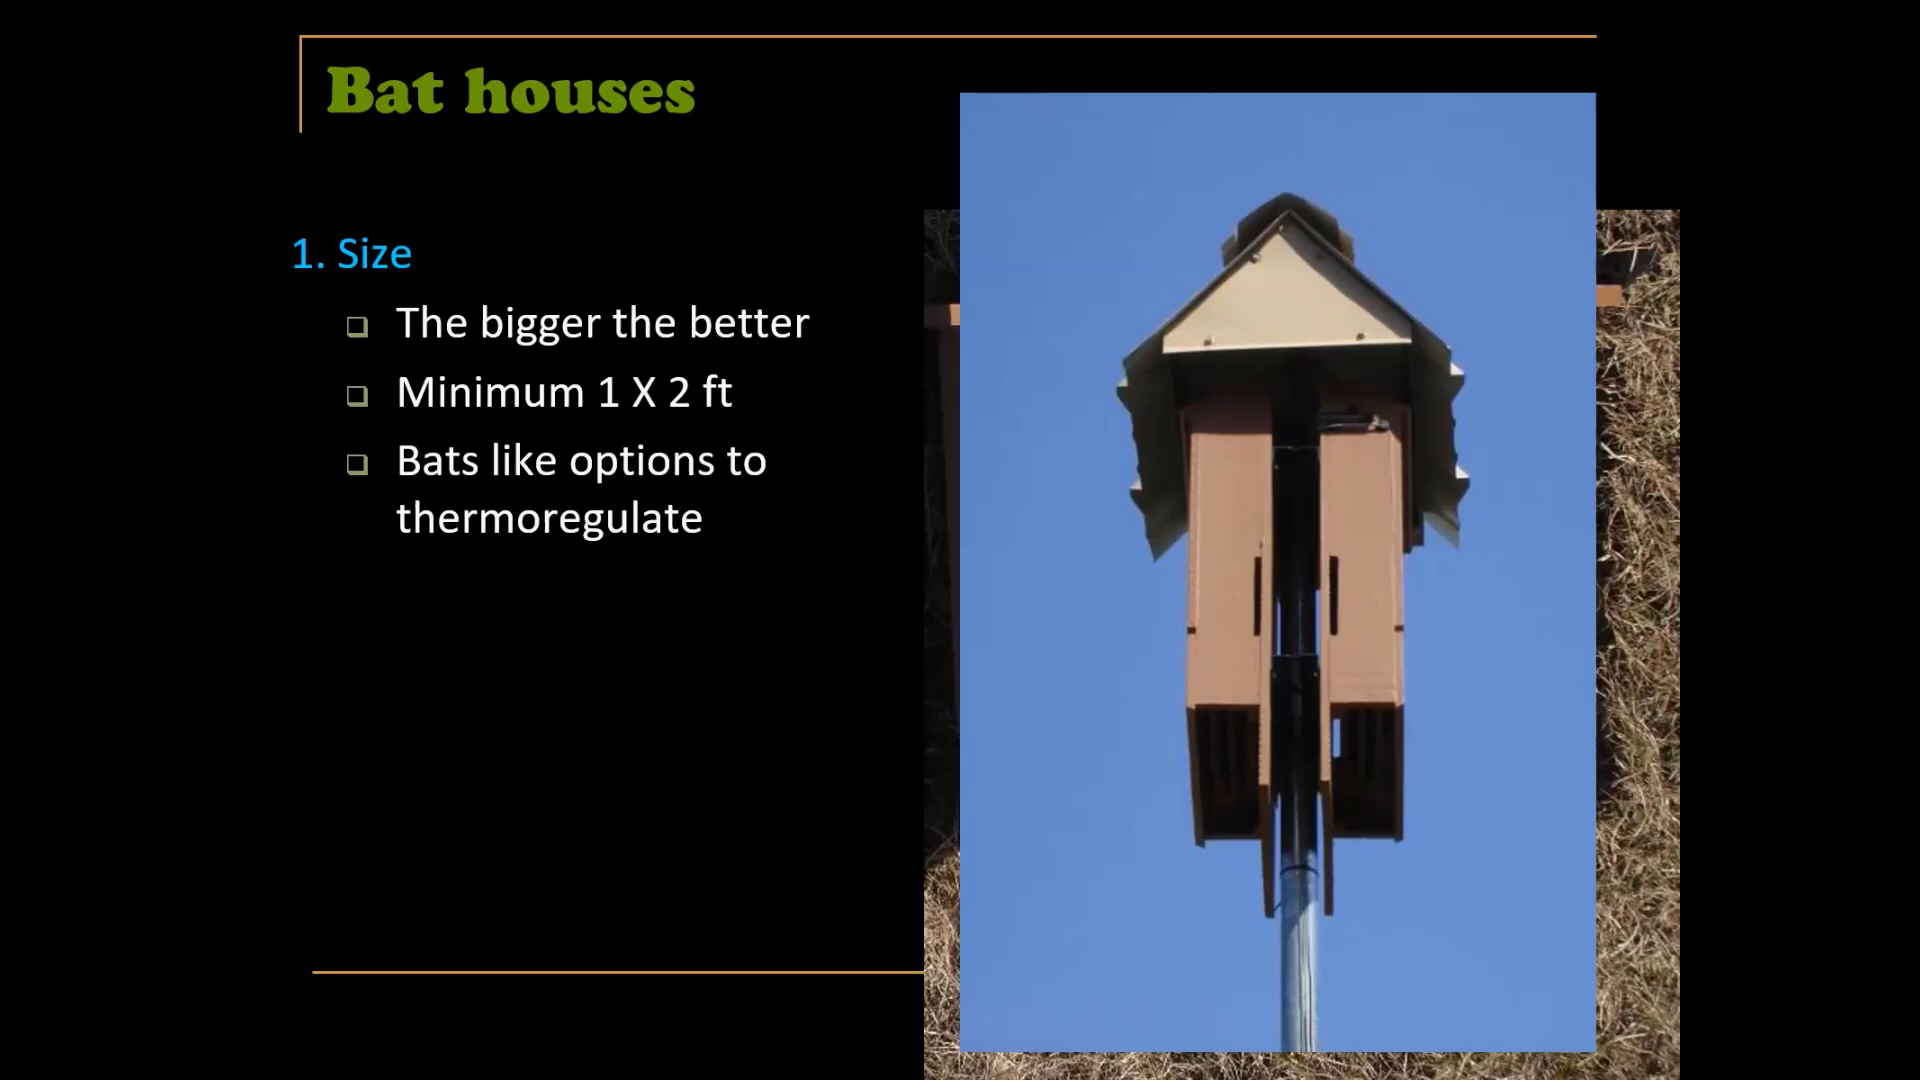 Bat houses
1. Size
❑ The bigger the better
❑ Minimum 1 X 2 ft
❑ Bats like options to
thermoregulate